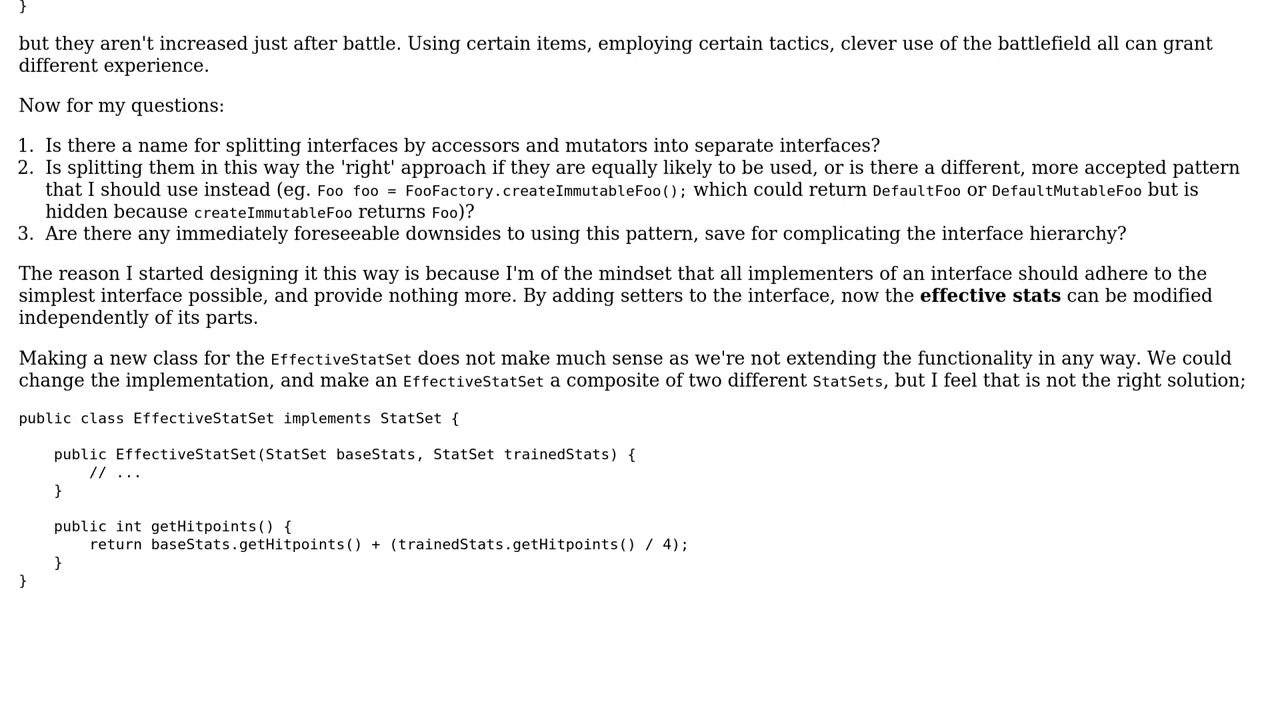 }
but they aren't increased just after battle. Using certain items, employing certain tactics, clever use of the battlefield all can grant
different experience.
Now for my questions:
1. Is there a name for splitting interfaces by accessors and mutators into separate interfaces?
2. Is splitting them in this way the 'right' approach if they are equally likely to be used, or is there a different, more accepted pattern
that I should use instead (eg. Foo foo = FooFactory.createImmutableFoo(); which could return DefaultFoo or DefaultMutableFoo but is
hidden because createImmutableFoo returns Foo)?
3. Are there any immediately foreseeable downsides to using this pattern, save for complicating the interface hierarchy?
The reason I started designing it this way is because I'm of the mindset that all implementers of an interface should adhere to the
simplest interface possible, and provide nothing more. By adding setters to the interface, now the effective stats can be modified
independently of its parts.
Making a new class for the EffectiveStatSet does not make much sense as we're not extending the functionality in any way. We could
change the implementation, and make an EffectiveStatSet a composite of two different StatSets, but I feel that is not the right solution;
public class EffectiveStatSet implements StatSet {
    public EffectiveStatSet(StatSet baseStats, StatSet trainedStats) {
        // ...
    }
    public int getHitpoints() {
        return baseStats.getHitpoints() + (trainedStats.getHitpoints() / 4);
    }
}